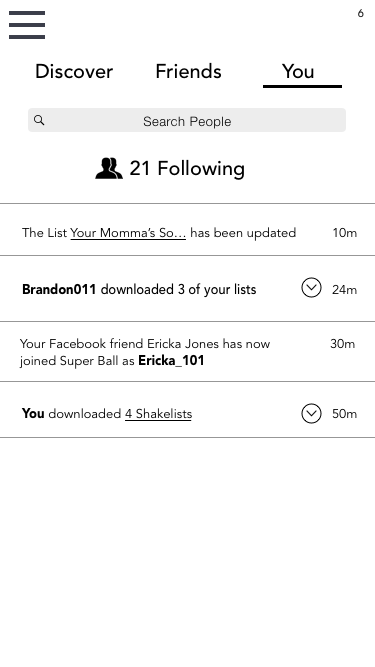 6
Discover Friends You
Search People
21 Following
The List Your Momma's So... has been updated 10m
Brandon011 downloaded 3 of your lists 24m
Your Facebook friend Ericka Jones has now 30m
joined Super Ball as Ericka_101
You downloaded 4 Shakelists 50m